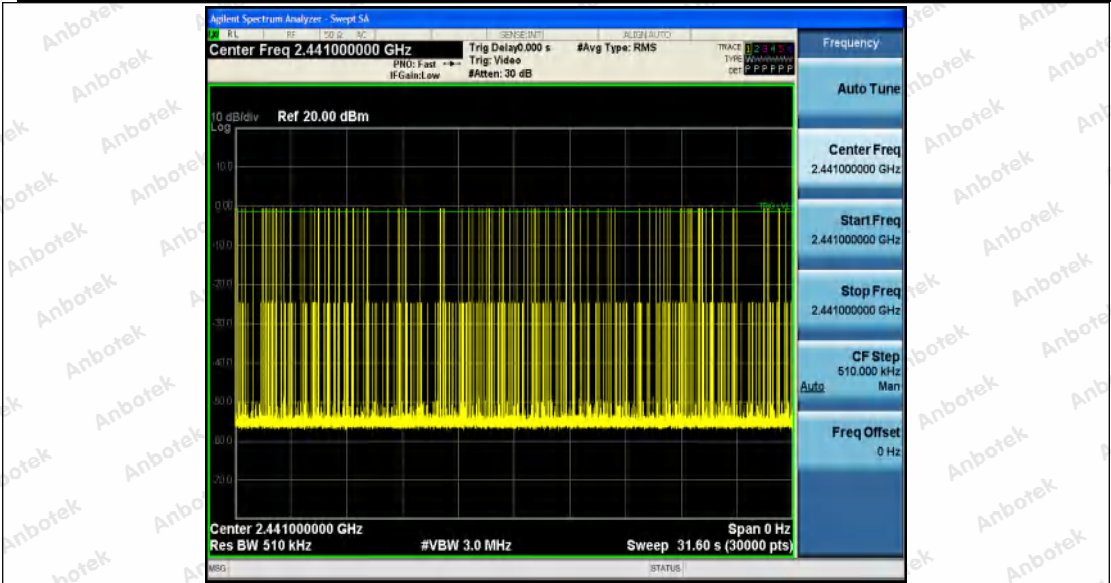 Agilent Spectrum Analyzer - Swept SA
RL RF 50 Ω AC SENSE:INT ALIGN AUTO
Center Freq 2.441000000 GHz
PNO: Fast
IFGain:Low
Trig Delay0.000 s
Trig: Video
#Atten: 30 dB
#Avg Type: RMS
TRACE 1 2 3 4 5 6
TYPE
DET P P P P P P
10 dB/div Ref 20.00 dBm
Log
10.0
0.00
-10.0
-20.0
-30.0
-40.0
-50.0
-60.0
-70.0
Center 2.441000000 GHz Span 0 Hz
Res BW 510 kHz #VBW 3.0 MHz Sweep 31.60 s (30000 pts)
MSG STATUS
Frequency
Auto Tune
Center Freq
2.441000000 GHz
Start Freq
2.441000000 GHz
Stop Freq
2.441000000 GHz
CF Step
510.000 kHz
Auto Man
Freq Offset
0 Hz
Anbotek